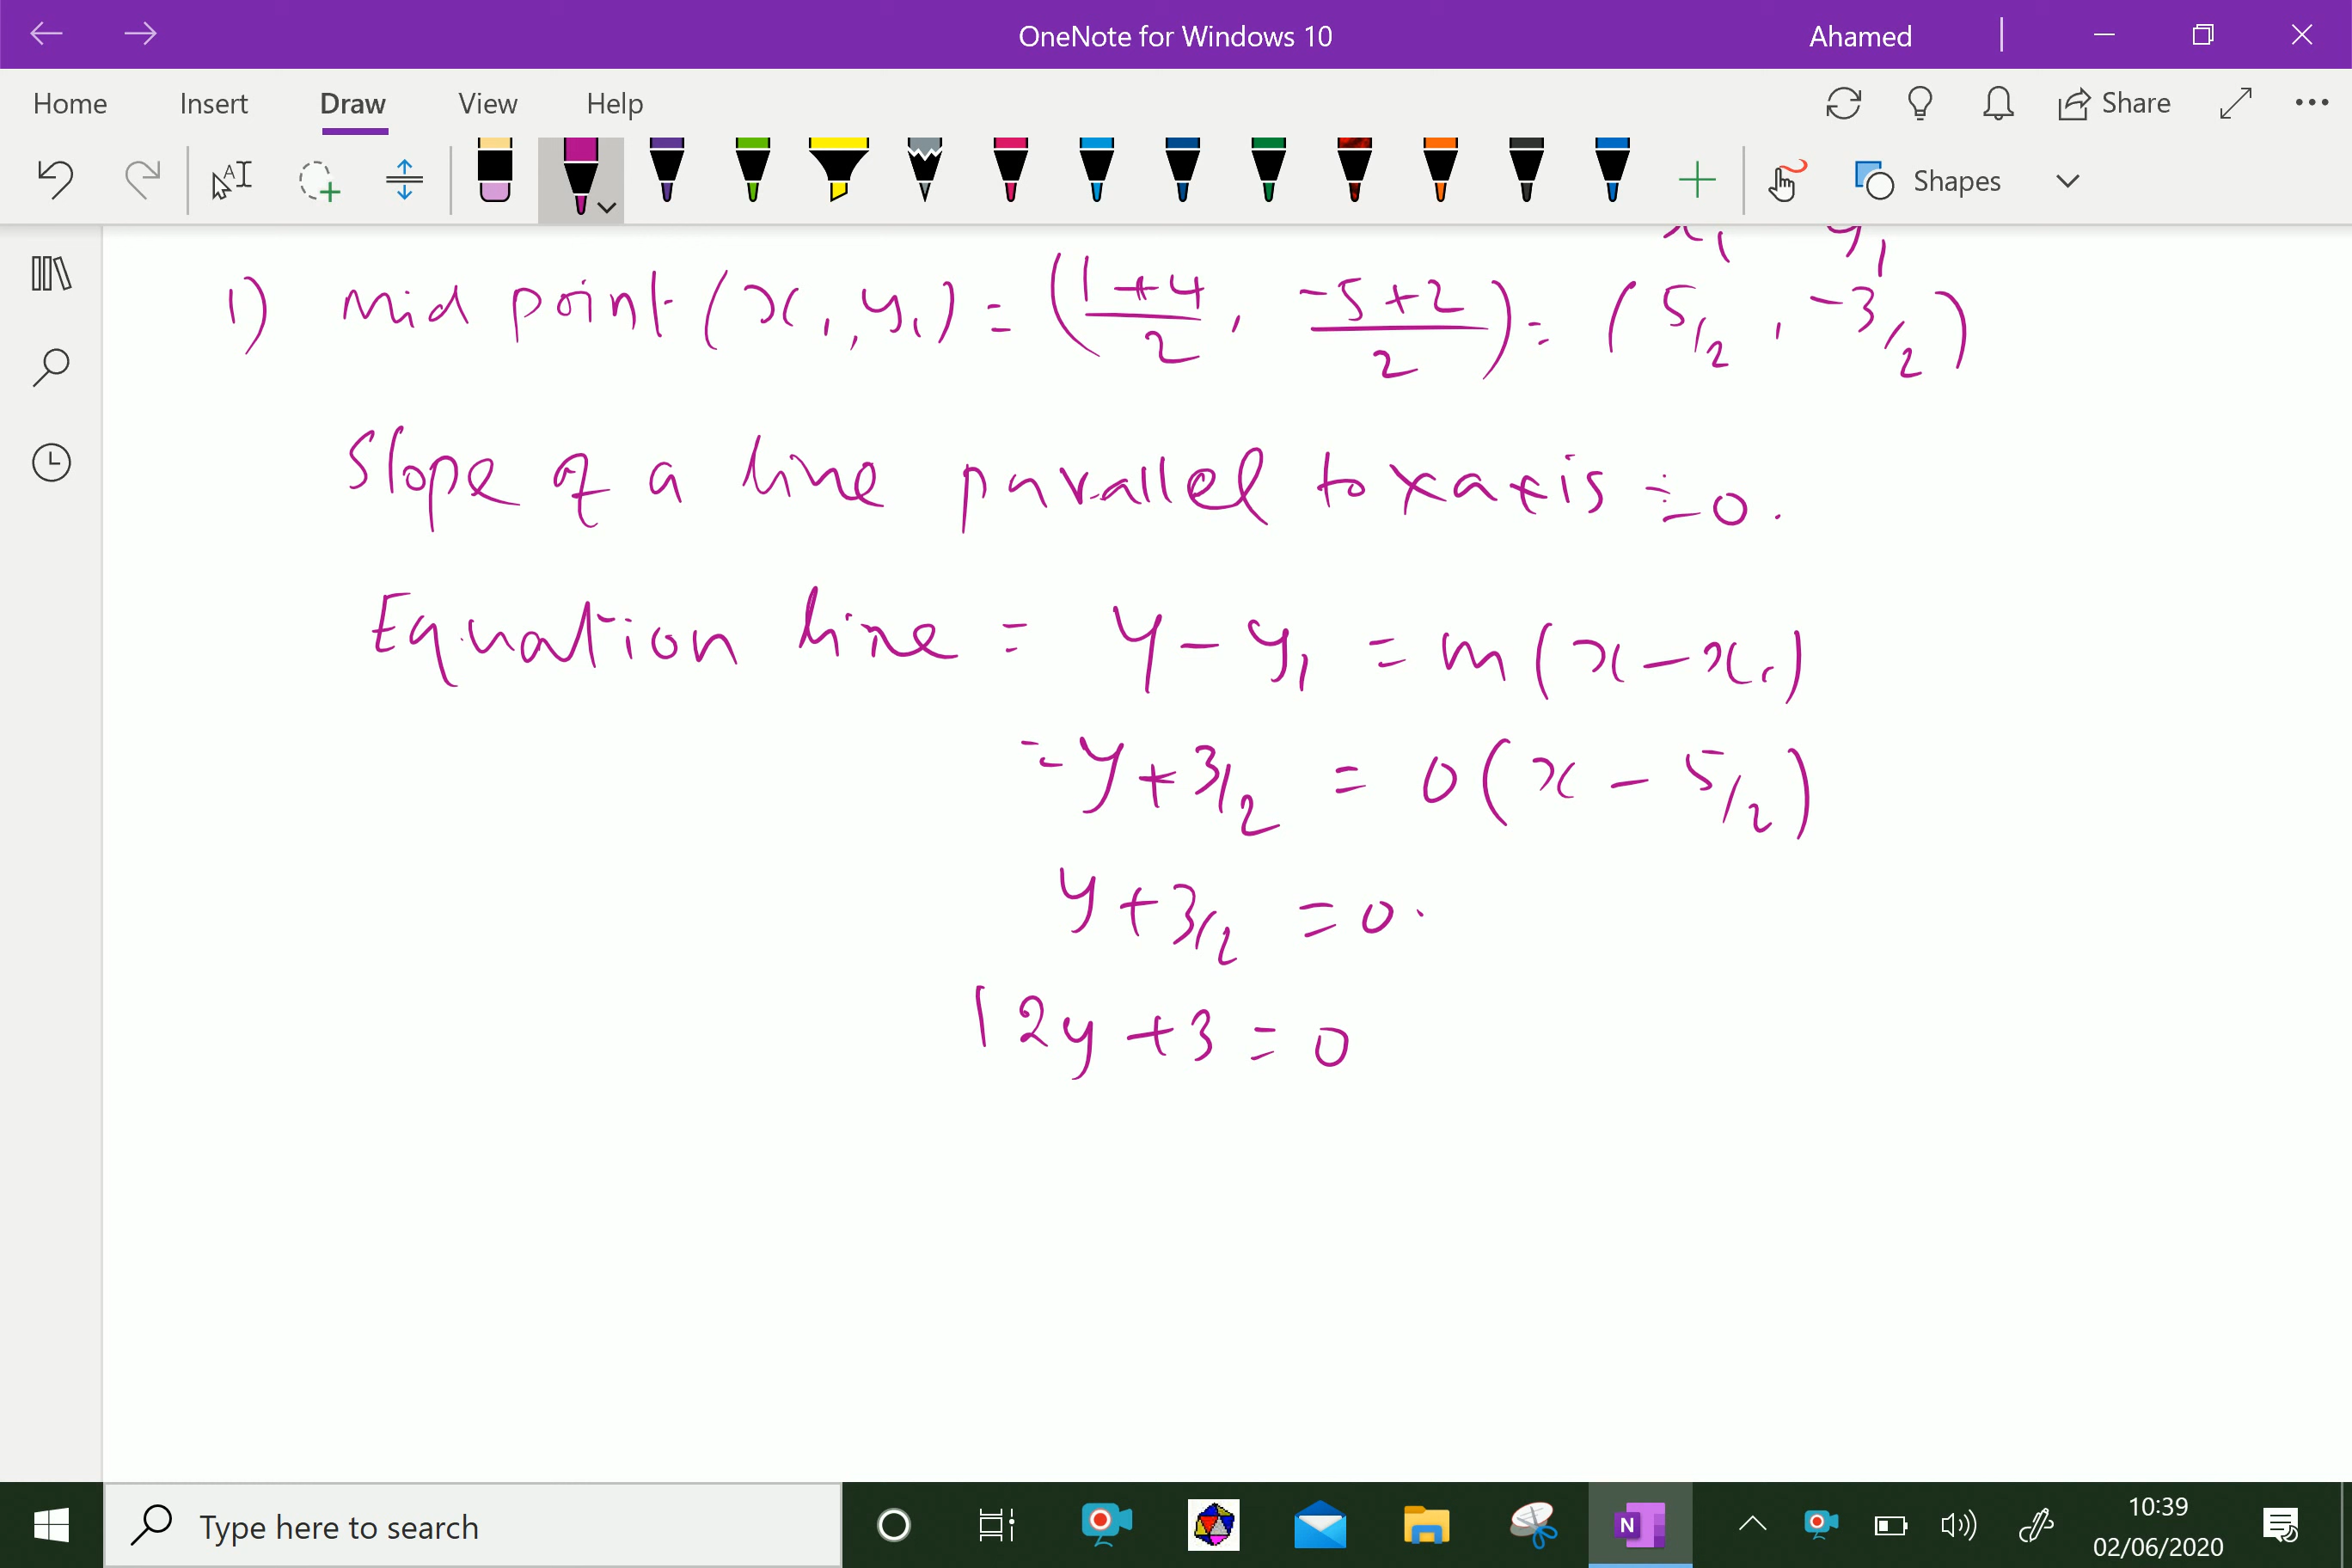 OneNote for Windows 10 Ahamed
Home Insert Draw View Help Share
Shapes
x₁ y₁
1) Mid point (x₁, y₁) = ((1+4)/2, (-5+2)/2) = (5/2, -3/2)
Slope of a line parallel to x axis = 0.
Equation line = y - y₁ = m(x - x₁)
= y + 3/2 = 0(x - 5/2)
y + 3/2 = 0.
2y + 3 = 0
Type here to search
10:39
02/06/2020